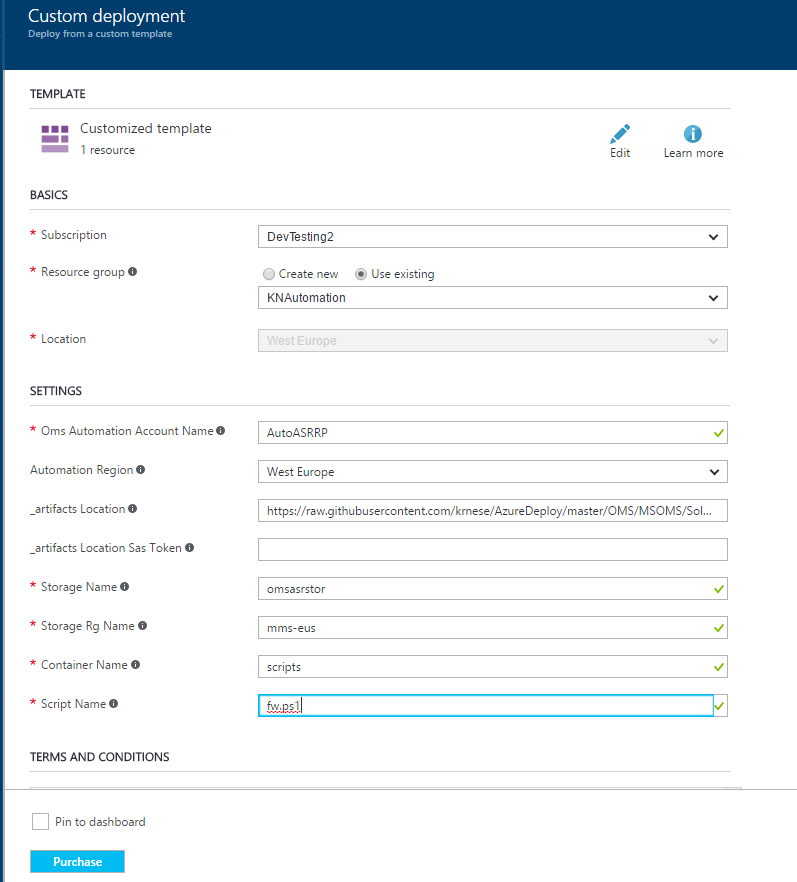 Custom deployment
Deploy from a custom template
TEMPLATE
Customized template
1 resource
Edit
Learn more
BASICS
* Subscription
DevTesting2
* Resource group
Create new
Use existing
KNAutomation
* Location
West Europe
SETTINGS
* Oms Automation Account Name
AutoASRRP
Automation Region
West Europe
_artifacts Location
https://raw.githubusercontent.com/krnese/AzureDeploy/master/OMS/MSOMS/Sol...
_artifacts Location Sas Token
* Storage Name
omsasrstor
* Storage Rg Name
mms-eus
* Container Name
scripts
* Script Name
fw.ps1
TERMS AND CONDITIONS
Pin to dashboard
Purchase